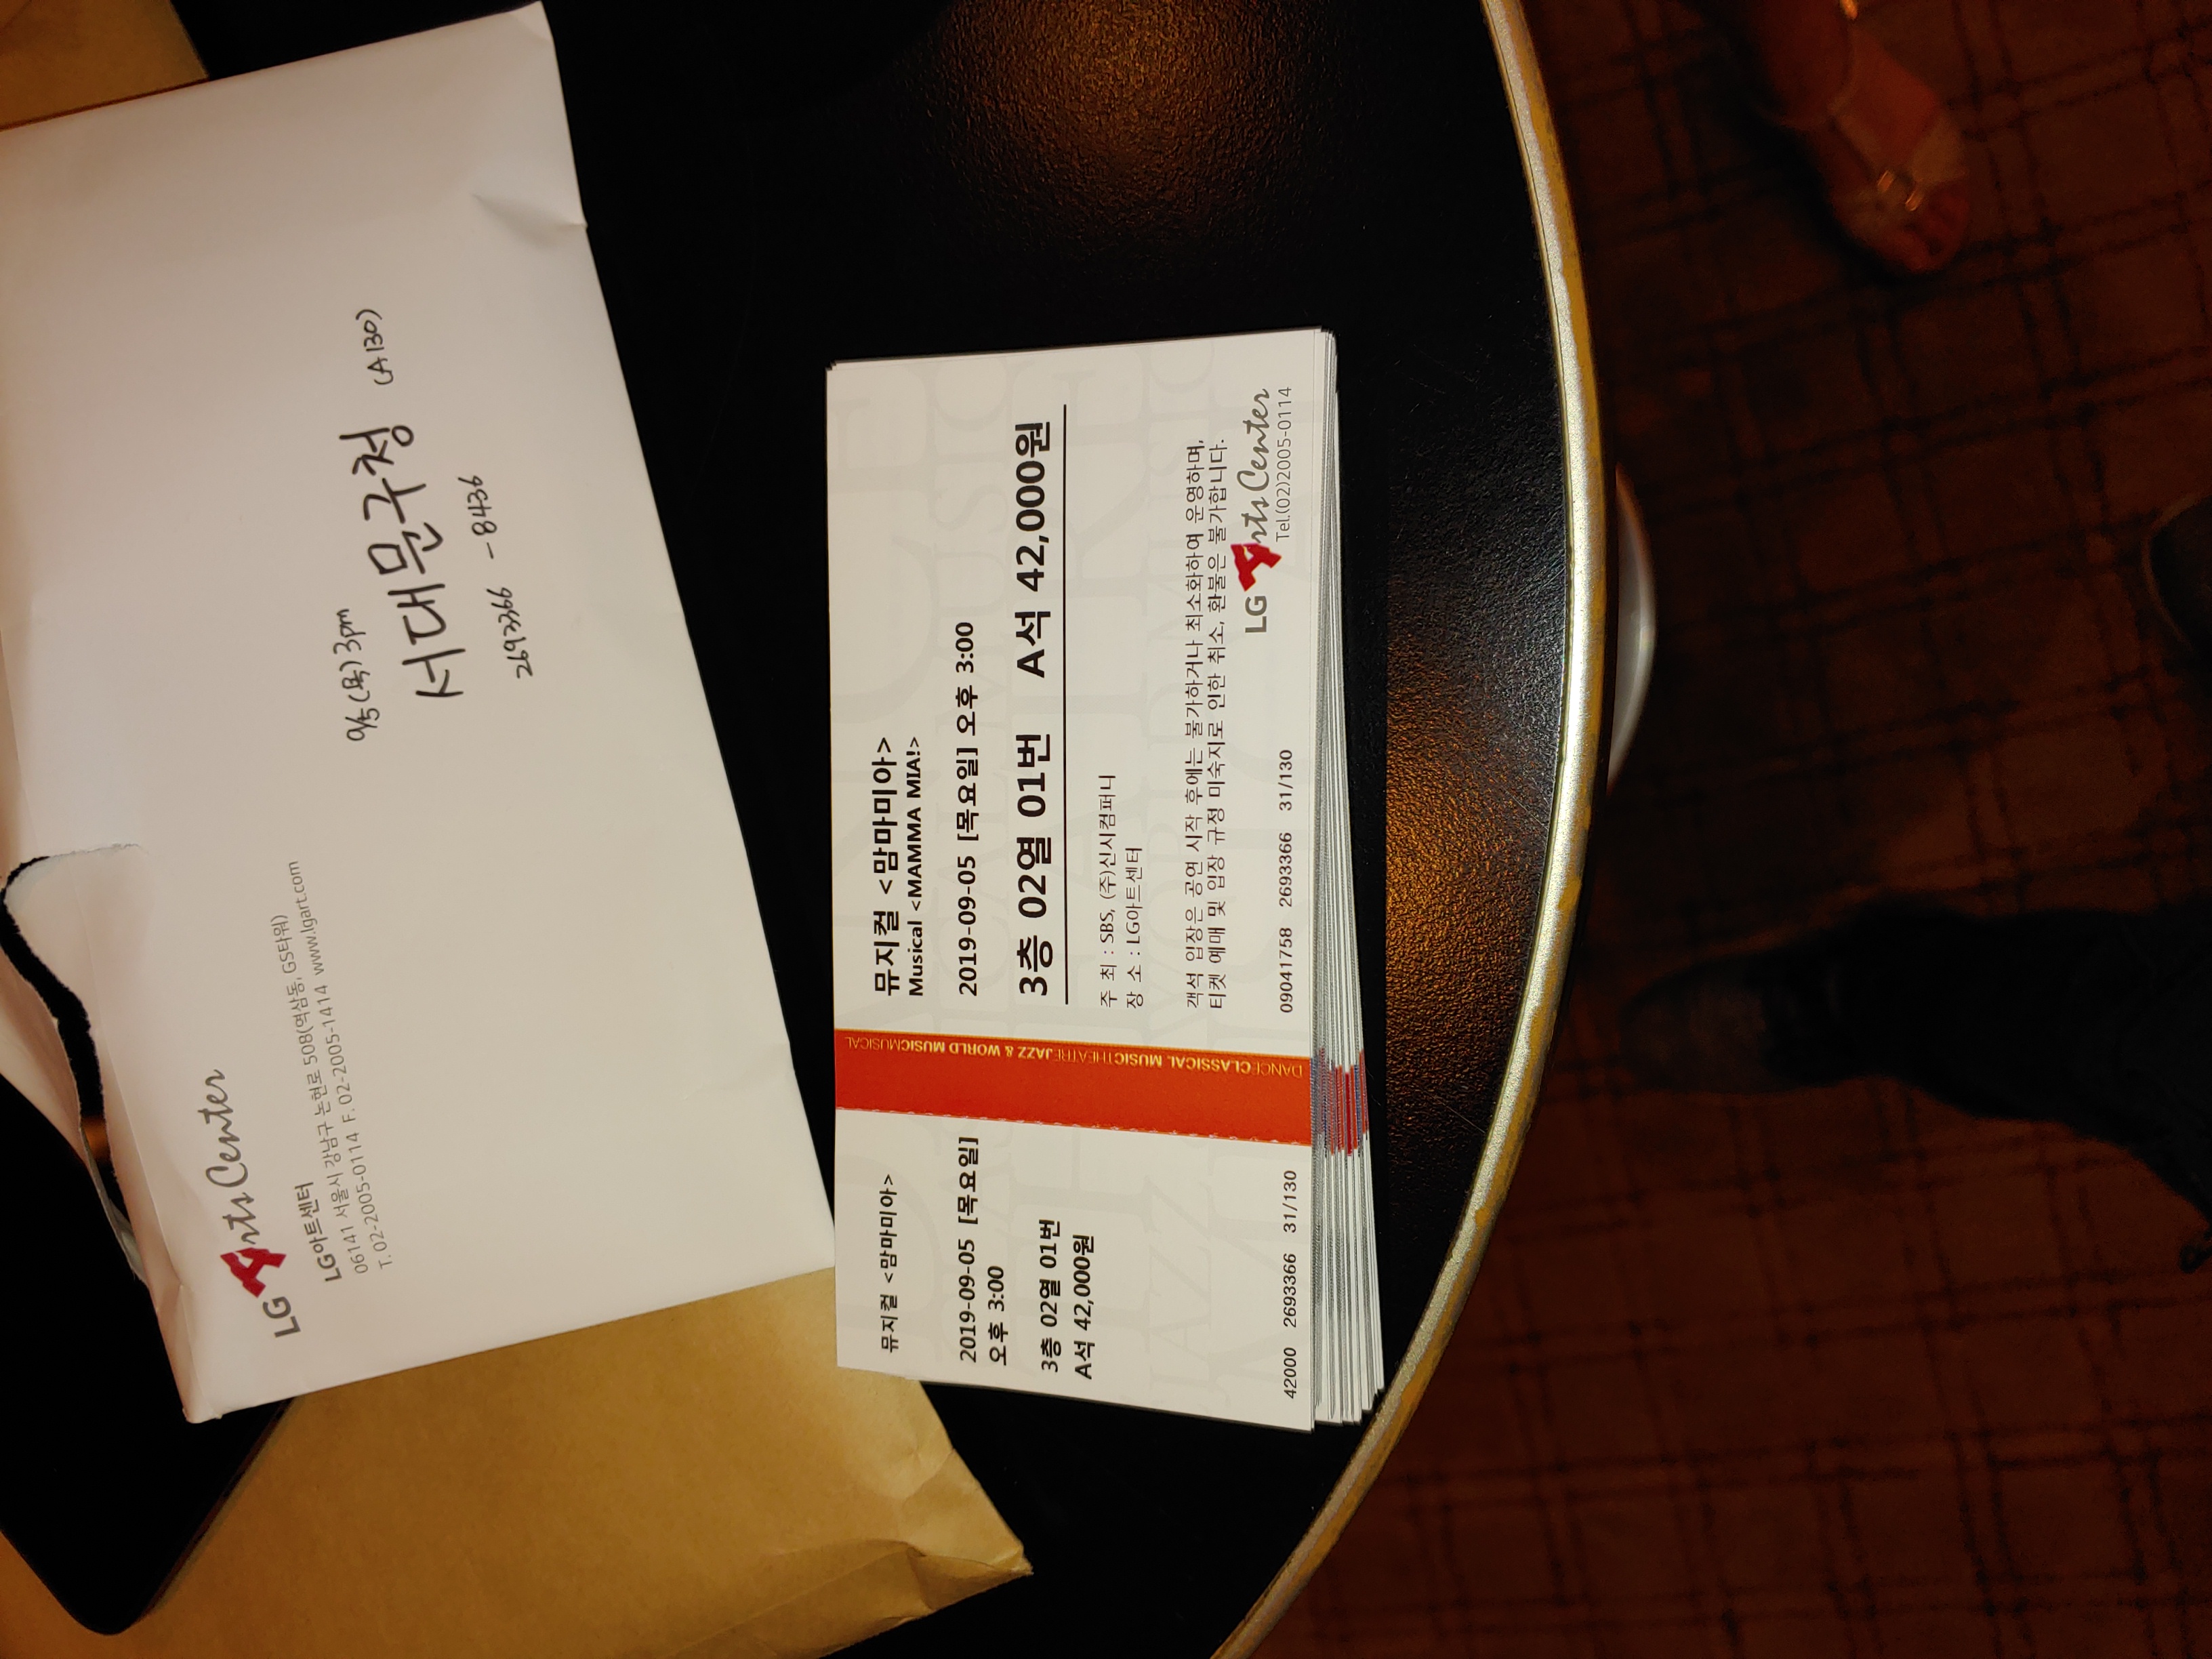 LG Arts Center
LG아트센터
06141 서울시 강남구 논현로 508(역삼동, GS타워)
T. 02-2005-0114 F. 02-2005-1414 www.lgart.com
9/5 (목) 3pm
서대문구청 (A130)
2693366 - 8436
뮤지컬 <맘마미아>
2019-09-05 [목요일]
오후 3:00
3층 02열 01번
A석 42,000원
42000 2693366 31/130
DANCECLASSICAL MUSICTHEATREJAZZ & WORLD MUSICMUSICAL
뮤지컬 <맘마미아>
Musical <MAMMA MIA!>
2019-09-05 [목요일] 오후 3:00
3층 02열 01번 A석 42,000원
주 최 : SBS, (주)신시컴퍼니
장 소 : LG아트센터
객석 입장은 공연 시작 후에는 불가하거나 최소화하여 운영하며,
티켓 예매 및 입장 규정 미숙지로 인한 취소, 환불은 불가합니다.
LG Arts Center
Tel.(02)2005-0114
09041758 2693366 31/130